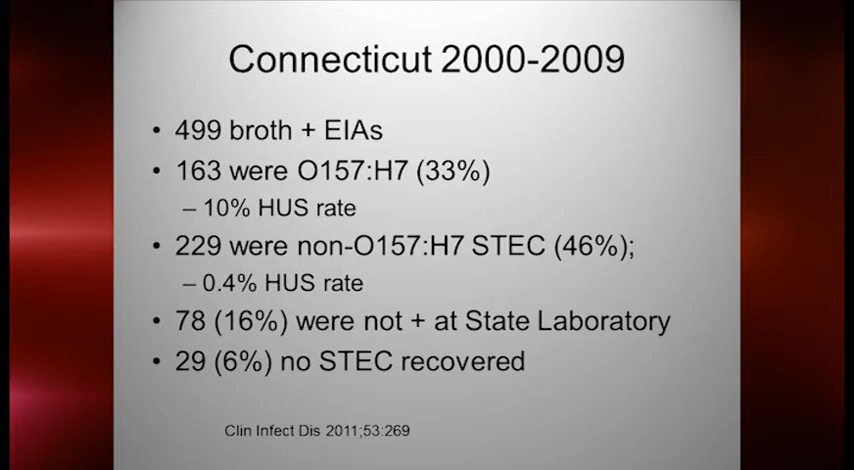 Connecticut 2000-2009
• 499 broth + EIAs
• 163 were O157:H7 (33%)
– 10% HUS rate
• 229 were non-O157:H7 STEC (46%);
– 0.4% HUS rate
• 78 (16%) were not + at State Laboratory
• 29 (6%) no STEC recovered
Clin Infect Dis 2011;53:269